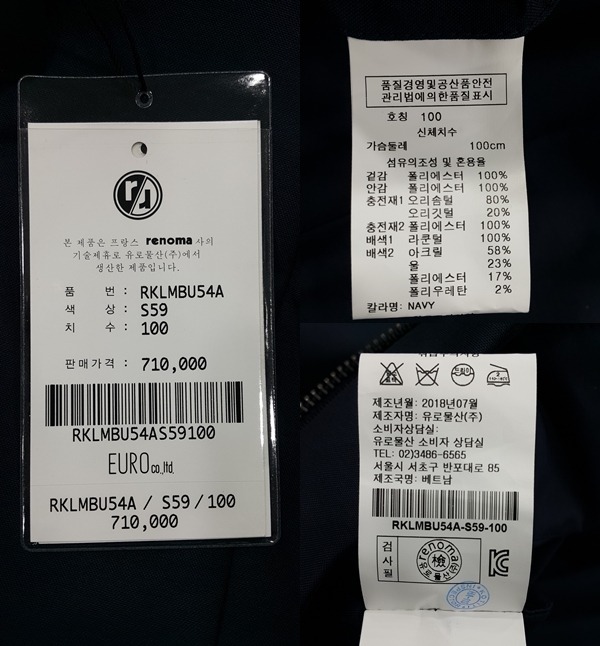 본 제품은 프랑스 renoma 사의
기술제휴로 유로물산(주)에서
생산한 제품입니다.
품 번 : RKLMBU54A
색 상 : S59
치 수 : 100
판매가격 : 710,000
RKLMBU54AS59100
EURO co.,ltd.
RKLMBU54A / S59 / 100
710,000
품질경영및공산품안전
관리법에의한품질표시
호칭 100
신체치수
가슴둘레 100cm
섬유의조성 및 혼용율
겉감 폴리에스터 100%
안감 폴리에스터 100%
충전재1 오리솜털 80%
오리깃털 20%
충전재2 폴리에스터 100%
배색1 라쿤털 100%
배색2 아크릴 58%
울 23%
폴리에스터 17%
폴리우레탄 2%
칼라명: NAVY
제조년월: 2018년07월
제조자명: 유로물산(주)
소비자상담실:
유로물산 소비자 상담실
TEL: 02)3486-6565
서울시 서초구 반포대로 85
제조국명: 베트남
RKLMBU54A-S59-100
검사필
renoma
檢
유로물산(주)